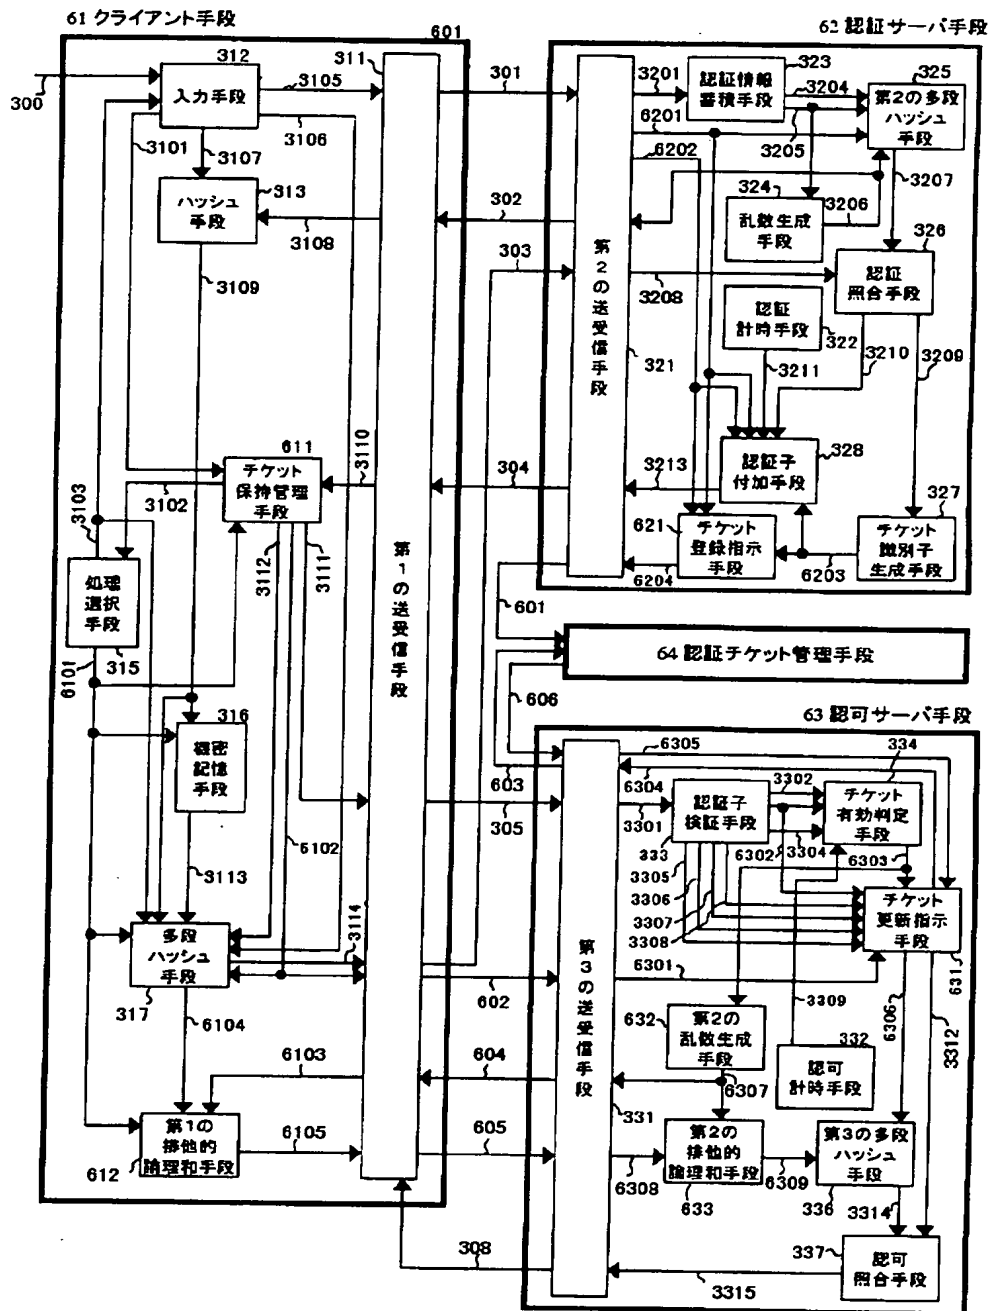 61 クライアント手段
601
62 認証サーバ手段
300
312
入力手段
3105
3106
3101
3107
311
301
313
ハッシュ
手段
3108
302
303
3109
3103
611
チケット
保持管理
手段
3110
3102
304
3112
3111
処理
選択
手段
315
6101
第1の送受信手段
316
機密
記憶
手段
3113
6102
3114
多段
ハッシュ
手段
317
6104
6103
第1の
排他的
論理和手段
612
6105
3201
323
認証情報
蓄積手段
3204
3205
325
第2の多段
ハッシュ
手段
6201
6202
3207
324
乱数生成
手段
3206
326
認証
照合手段
3208
第2の送受信手段
321
認証
計時手段
322
3211
3210
3209
3213
認証子
付加手段
328
621
チケット
登録指示
手段
6204
6203
327
チケット
識別子
生成手段
601
64 認証チケット管理手段
606
63 認可サーバ手段
603
305
602
604
605
308
6305
6304
3301
認証子
検証手段
333
3302
334
チケット
有効判定
手段
3304
6302
6303
3305
3306
3307
3308
チケット
更新指示
手段
631
6301
3309
6306
3312
第3の送受信手段
331
632
第2の
乱数生成
手段
6307
332
認可
計時手段
6308
第2の
排他的
論理和手段
633
6309
第3の多段
ハッシュ
手段
336
3314
337
認可
照合手段
3315